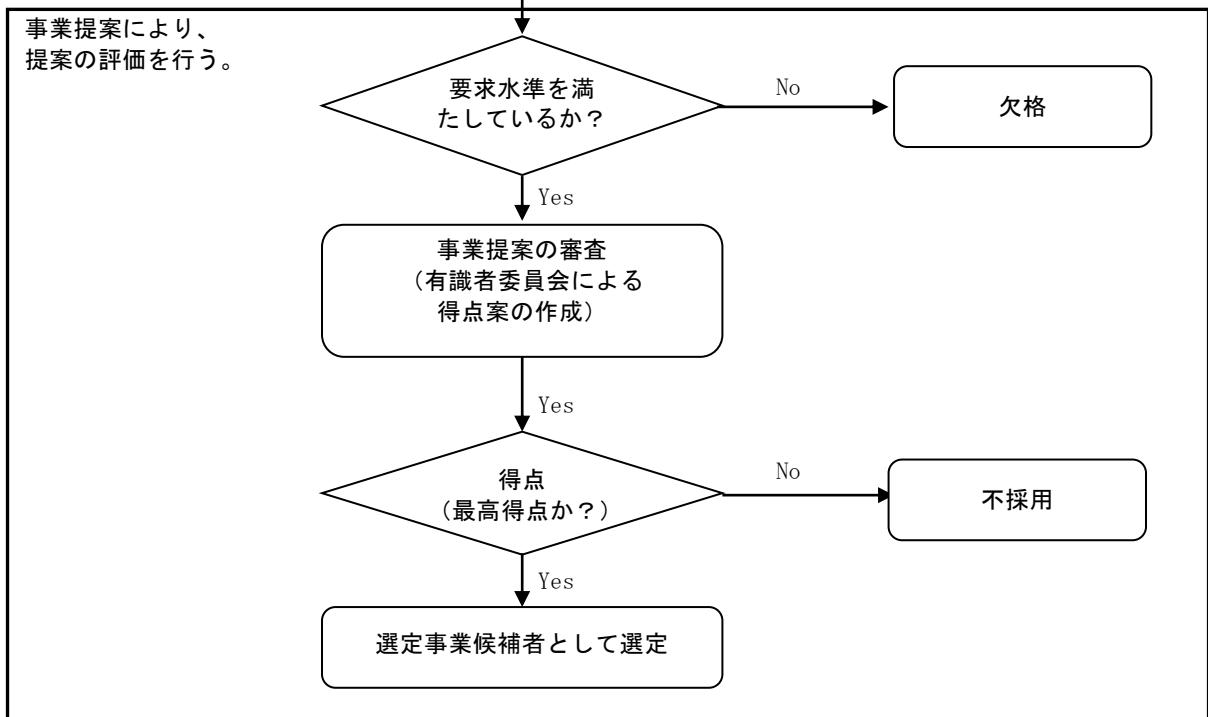 事業提案により、
提案の評価を行う。
要求水準を満
たしているか?
No
欠格
Yes
事業提案の審査
(有識者委員会による
得点案の作成)
Yes
得点
(最高得点か?)
No
不採用
Yes
選定事業候補者として選定